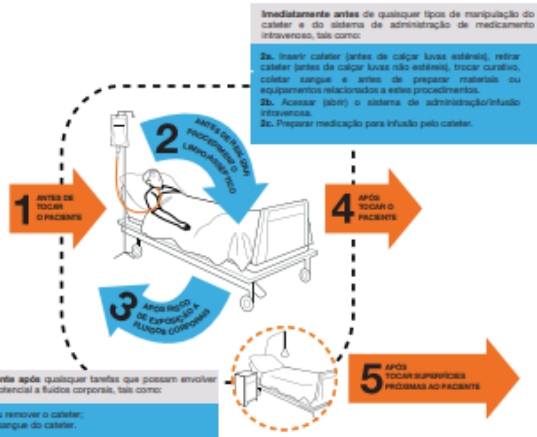 Imediatamente antes de quaisquer tipos de manipulação do
cateter e do sistema de administração de medicamento
intravenoso, tais como:
2a. Inserir cateter (antes de calçar luvas estéreis), retirar
cateter (antes de calçar luvas não estéreis), trocar curativo,
coletar sangue e antes de preparar materiais ou
equipamentos relacionados a estes procedimentos.
2b. Acessar (abrir) o sistema de administração/infusão
intravenosa.
2c. Preparar medicação para infusão pelo cateter.
2 ANTES DE REALIZAR
PROCEDIMENTO
LIMPO/ASSÉPTICO
1 ANTES DE
TOCAR
O PACIENTE
4 APÓS
TOCAR O
PACIENTE
3 APÓS RISCO
DE EXPOSIÇÃO A
FLUIDOS CORPORAIS
5 APÓS
TOCAR SUPERFÍCIES
PRÓXIMAS AO PACIENTE
nte após quaisquer tarefas que possam envolver
otencial a fluidos corporais, tais como:
u remover o cateter;
sangue do cateter.